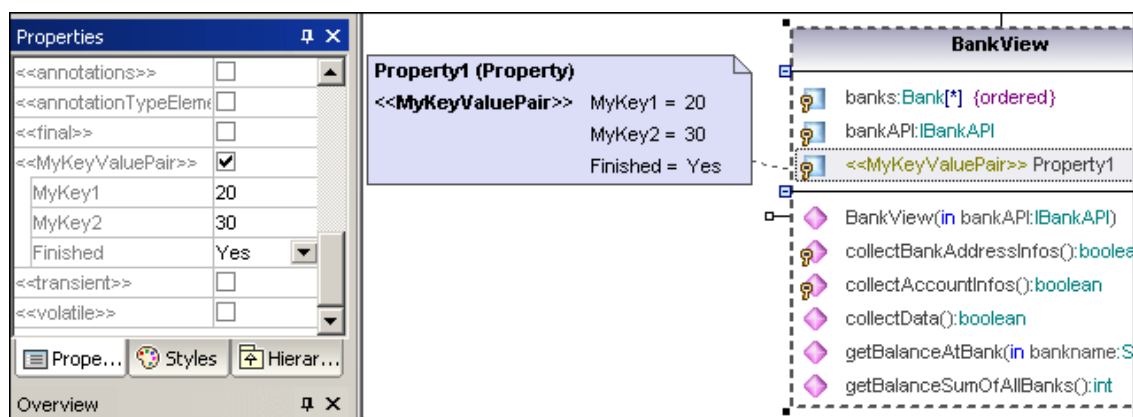 Properties
<<annotations>>
<<annotationTypeEleme
<<final>>
<<MyKeyValuePair>>
MyKey1 20
MyKey2 30
Finished Yes
<<transient>>
<<volatile>>
Prope... Styles Hierar...
Overview
Property1 (Property)
<<MyKeyValuePair>> MyKey1 = 20
MyKey2 = 30
Finished = Yes
BankView
banks:Bank[*] {ordered}
bankAPI:IBankAPI
<<MyKeyValuePair>> Property1
BankView(in bankAPI:IBankAPI)
collectBankAddressInfos():boolea
collectAccountInfos():boolean
collectData():boolean
getBalanceAtBank(in bankname:S
getBalanceSumOfAllBanks():int